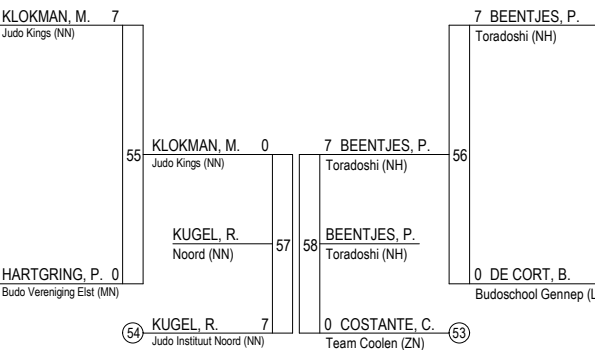 KLOKMAN, M. 7
Judo Kings (NN)
7 BEENTJES, P.
Toradoshi (NH)
55
KLOKMAN, M. 0
Judo Kings (NN)
7 BEENTJES, P.
Toradoshi (NH)
56
KUGEL, R.
Noord (NN)
57
58
BEENTJES, P.
Toradoshi (NH)
HARTGRING, P. 0
Budo Vereniging Elst (MN)
0 DE CORT, B.
Budoschool Gennep (L
54
KUGEL, R. 7
Judo Instituut Noord (NN)
0 COSTANTE, C.
Team Coolen (ZN)
53